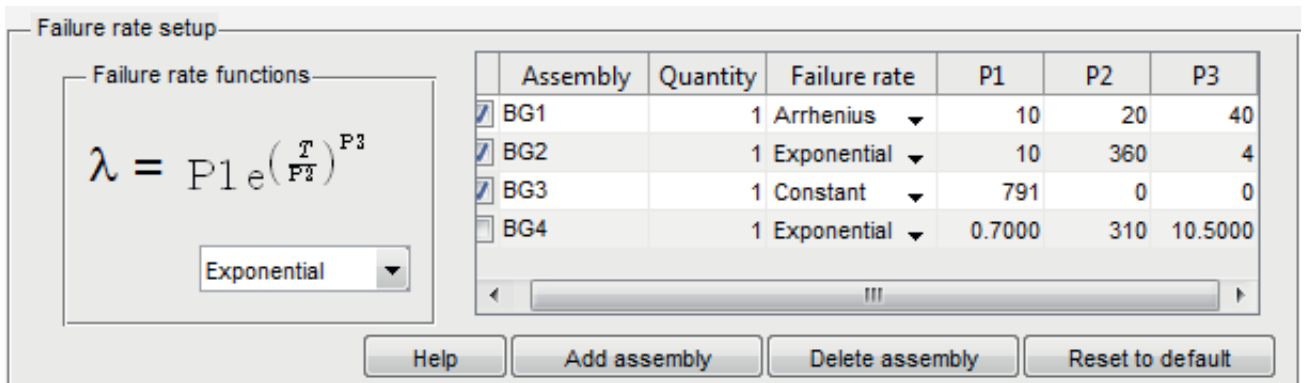 Failure rate setup
Failure rate functions
λ = P1 e^(T/P2)^P3
Exponential
Assembly Quantity Failure rate P1 P2 P3
BG1 1 Arrhenius 10 20 40
BG2 1 Exponential 10 360 4
BG3 1 Constant 791 0 0
BG4 1 Exponential 0.7000 310 10.5000
Help Add assembly Delete assembly Reset to default